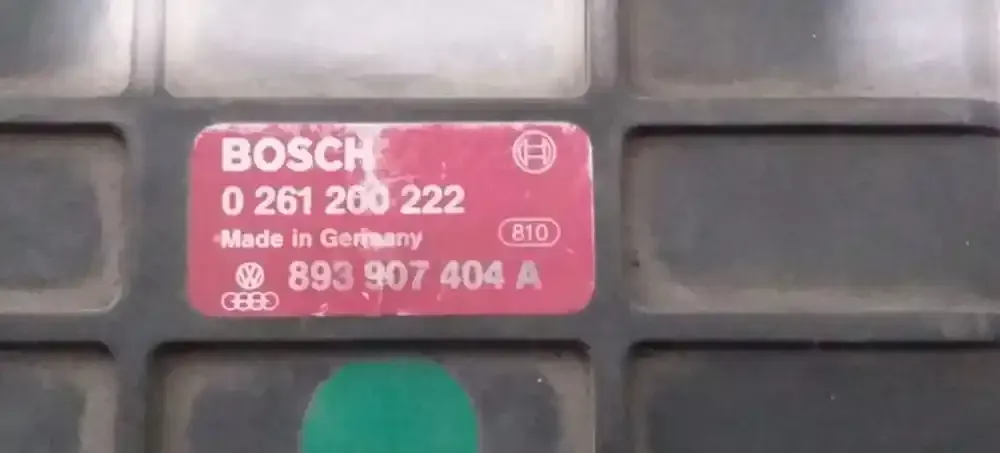 BOSCH
0 261 200 222
Made in Germany
810
893 907 404 A